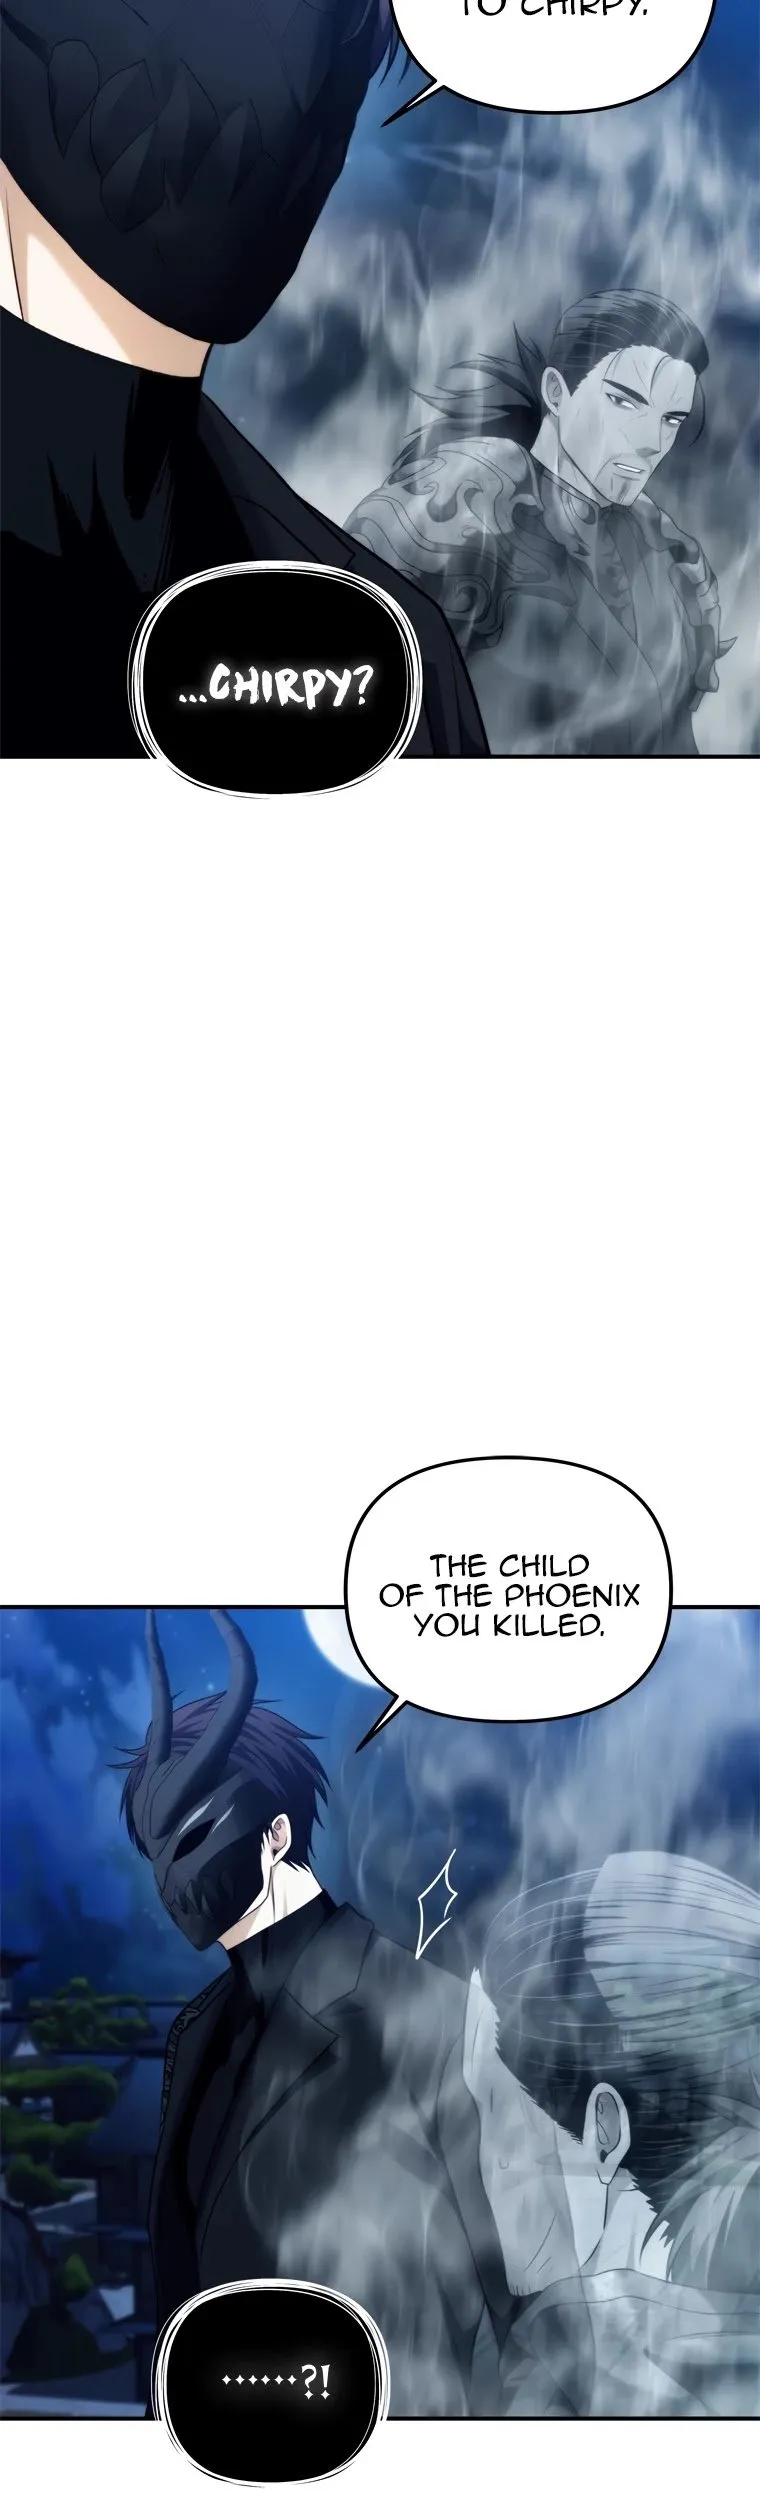 TO CHIRPY.
...CHIRPY?
THE CHILD
OF THE PHOENIX
YOU KILLED.
......?!